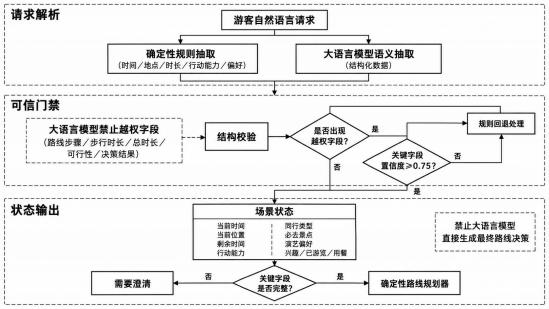 请求解析
游客自然语言请求
确定性规则抽取
（时间／地点／时长／行动能力／偏好）
大语言模型语义抽取
（结构化数据）
可信门禁
大语言模型禁止越权字段
（路线步骤／步行时长／总时长／
可行性／决策结果）
结构校验
是否出现
越权字段？
是
否
规则回退处理
关键字段
置信度≥0.75？
否
是
状态输出
场景状态
当前时间
当前位置
剩余时间
行动能力
同行类型
必去景点
演艺偏好
兴趣／已游览／用餐
禁止大语言模型
直接生成最终路线决策
需要澄清
否
关键字段
是否完整？
是
确定性路线规划器